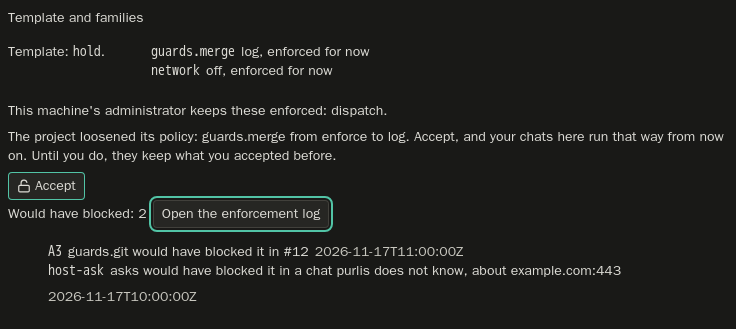 Template and families
Template: hold. guards.merge log, enforced for now
network off, enforced for now
This machine's administrator keeps these enforced: dispatch.
The project loosened its policy: guards.merge from enforce to log. Accept, and your chats here run that way from now
on. Until you do, they keep what you accepted before.
Accept
Would have blocked: 2 Open the enforcement log
A3 guards.git would have blocked it in #12 2026-11-17T11:00:00Z
host-ask asks would have blocked it in a chat purlis does not know, about example.com:443
2026-11-17T10:00:00Z